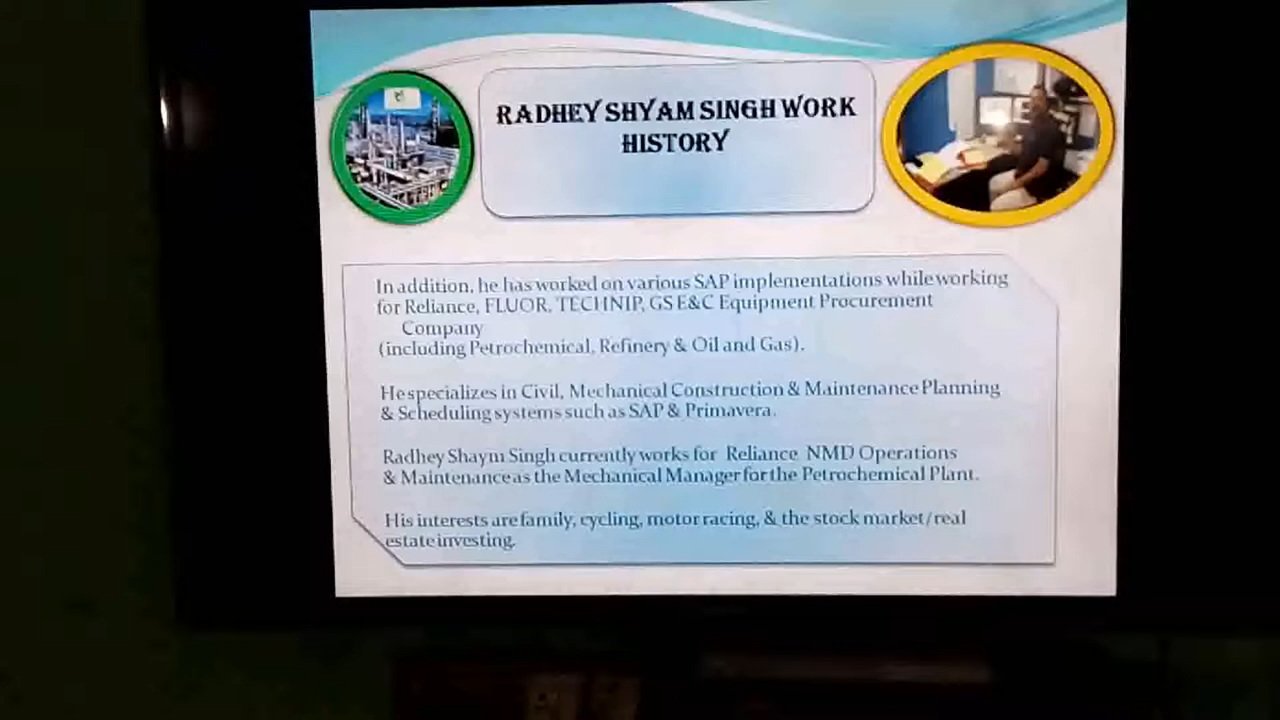 RADHEY SHYAM SINGH WORK
HISTORY
In addition, he has worked on various SAP implementations while working
for Reliance, FLUOR, TECHNIP, GS E&C Equipment Procurement
Company
(including Petrochemical, Refinery & Oil and Gas).
He specializes in Civil, Mechanical Construction & Maintenance Planning
& Scheduling systems such as SAP & Primavera.
Radhey Shaym Singh currently works for Reliance NMD Operations
& Maintenance as the Mechanical Manager for the Petrochemical Plant.
His interests are family, cycling, motor racing, & the stock market/real
estate investing.